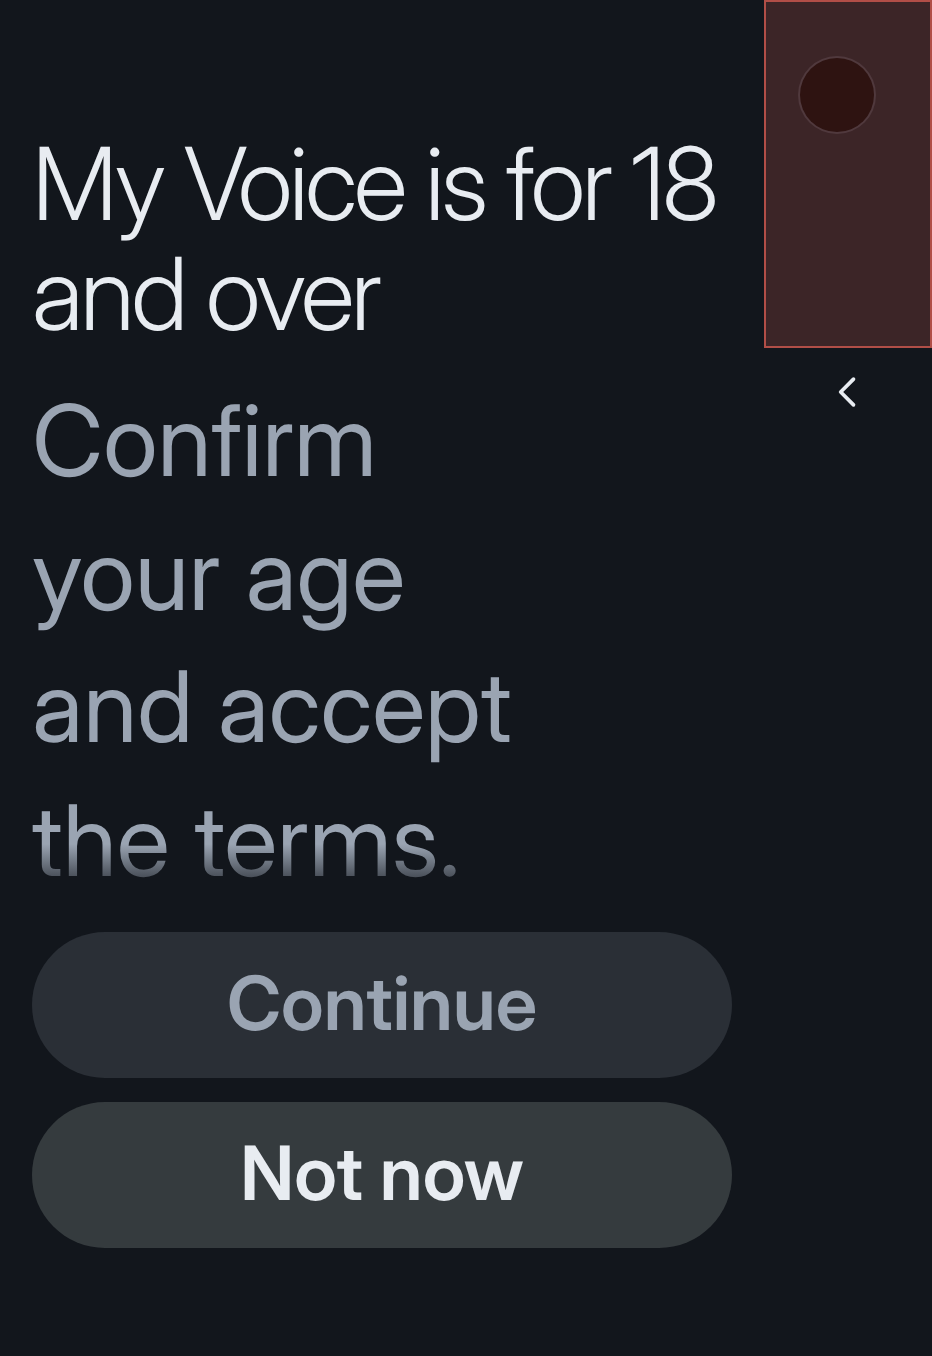 My Voice is for 18
and over
Confirm
your age
and accept
the terms.
Continue
Not now